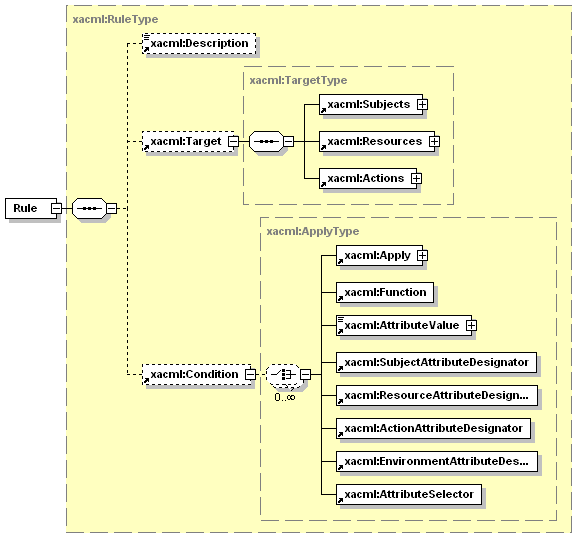 xacml:RuleType
xacml:Description
xacml:TargetType
xacml:Subjects
xacml:Target
xacml:Resources
xacml:Actions
Rule
xacml:ApplyType
xacml:Apply
xacml:Function
xacml:AttributeValue
xacml:SubjectAttributeDesignator
xacml:Condition
0..∞
xacml:ResourceAttributeDesign...
xacml:ActionAttributeDesignator
xacml:EnvironmentAttributeDes...
xacml:AttributeSelector